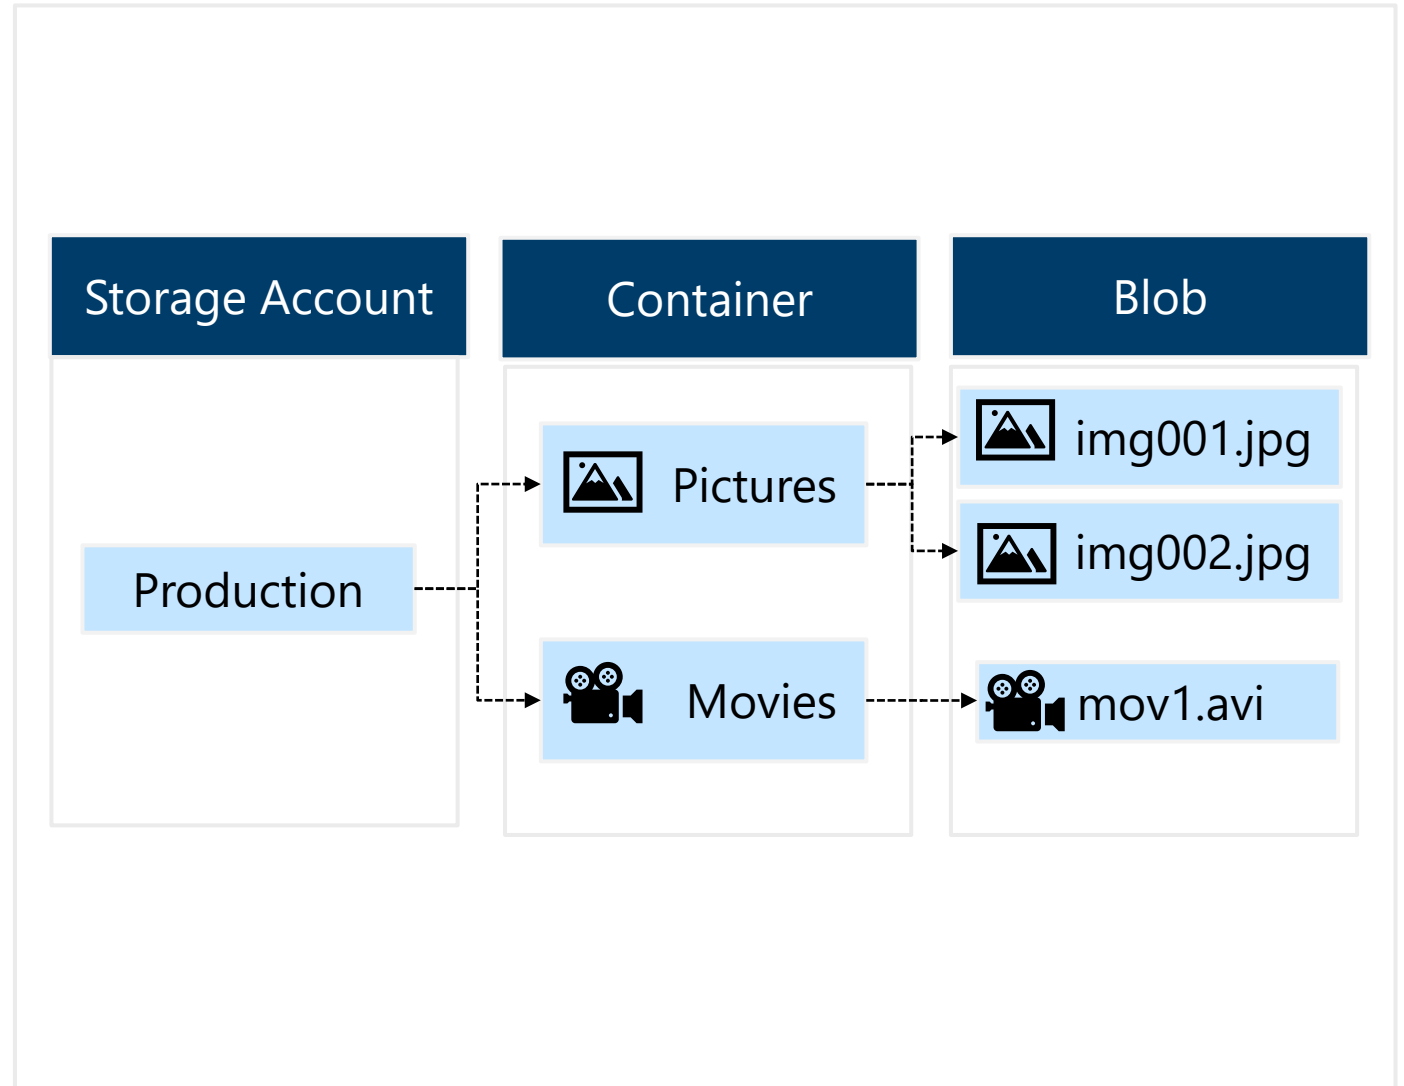 Storage Account
Container
Blob
Production
Pictures
Movies
img001.jpg
img002.jpg
mov1.avi